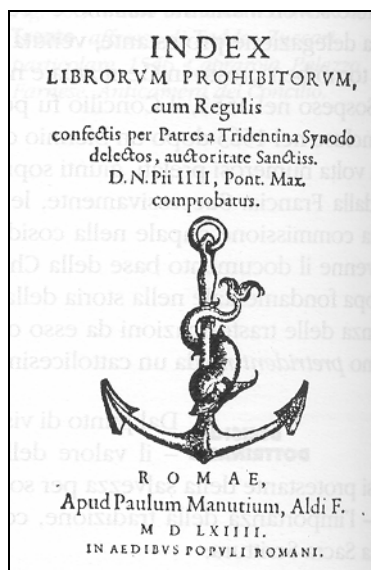 INDEX
LIBRORVM PROHIBITORVM,
cum Regulis
confectis per Patres a Tridentina Synodo
delectos, auctoritate Sanctiss.
D. N. Pii IIII, Pont. Max.
comprobatus.
R O M AE,
Apud Paulum Manutium, Aldi F.
M D LXIIII.
IN AEDIBVS POPVLI ROMANI.